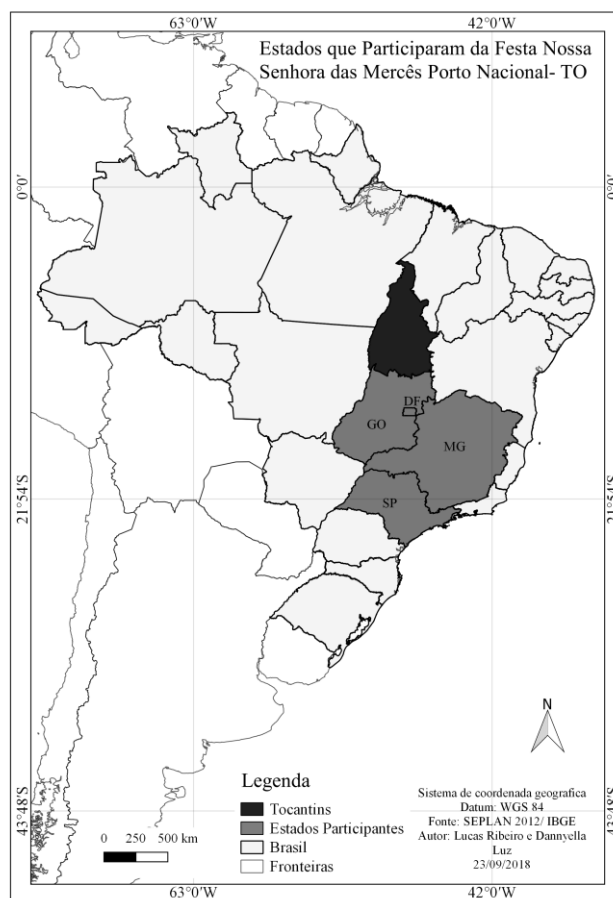 63°0'W 42°0'W
Estados que Participaram da Festa Nossa
Senhora das Mercês Porto Nacional- TO
0°0' 0°0'
DF
GO
MG
21°54'S 21°54'S
SP
N
Legenda
Tocantins
Estados Participantes
Brasil
Fronteiras
0 250 500 km
Sistema de coordenada geografica
Datum: WGS 84
Fonte: SEPLAN 2012/ IBGE
Autor: Lucas Ribeiro e Dannyella
Luz
23/09/2018
43°48'S 43°48'S
63°0'W 42°0'W